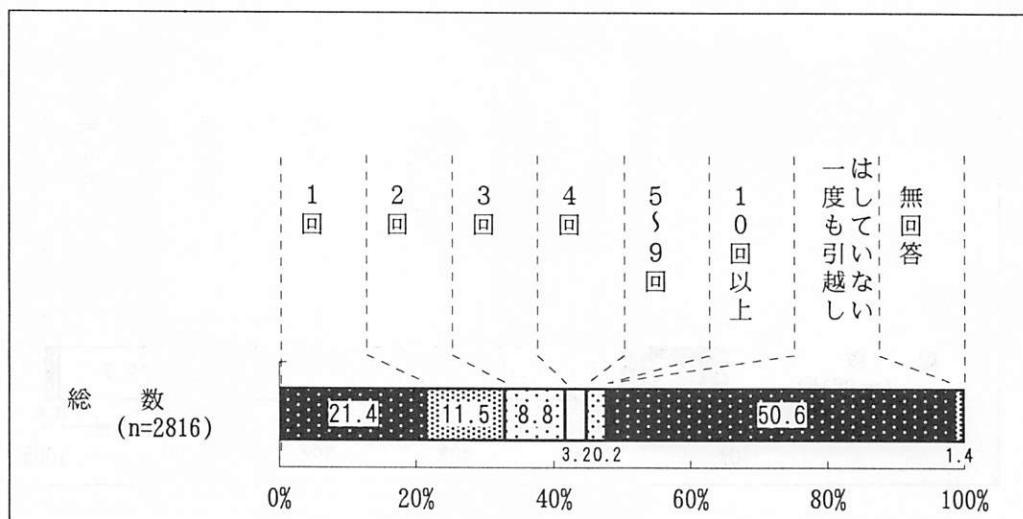 1回
2回
3回
4回
5～9回
10回以上
一度も引越し
はしていない
無回答
総数
(n=2816)
21.4
11.5
8.8
50.6
3.2
0.2
1.4
0%
20%
40%
60%
80%
100%